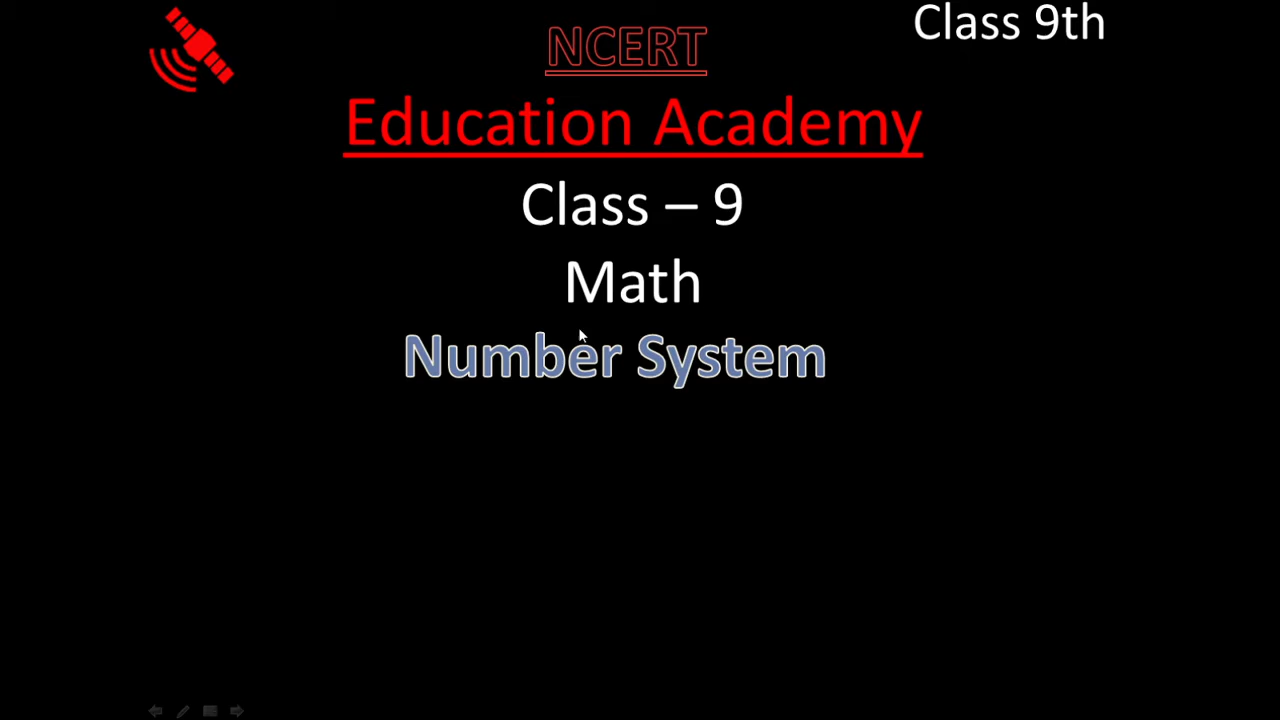 Class 9th
NCERT
Education Academy
Class – 9
Math
Number System